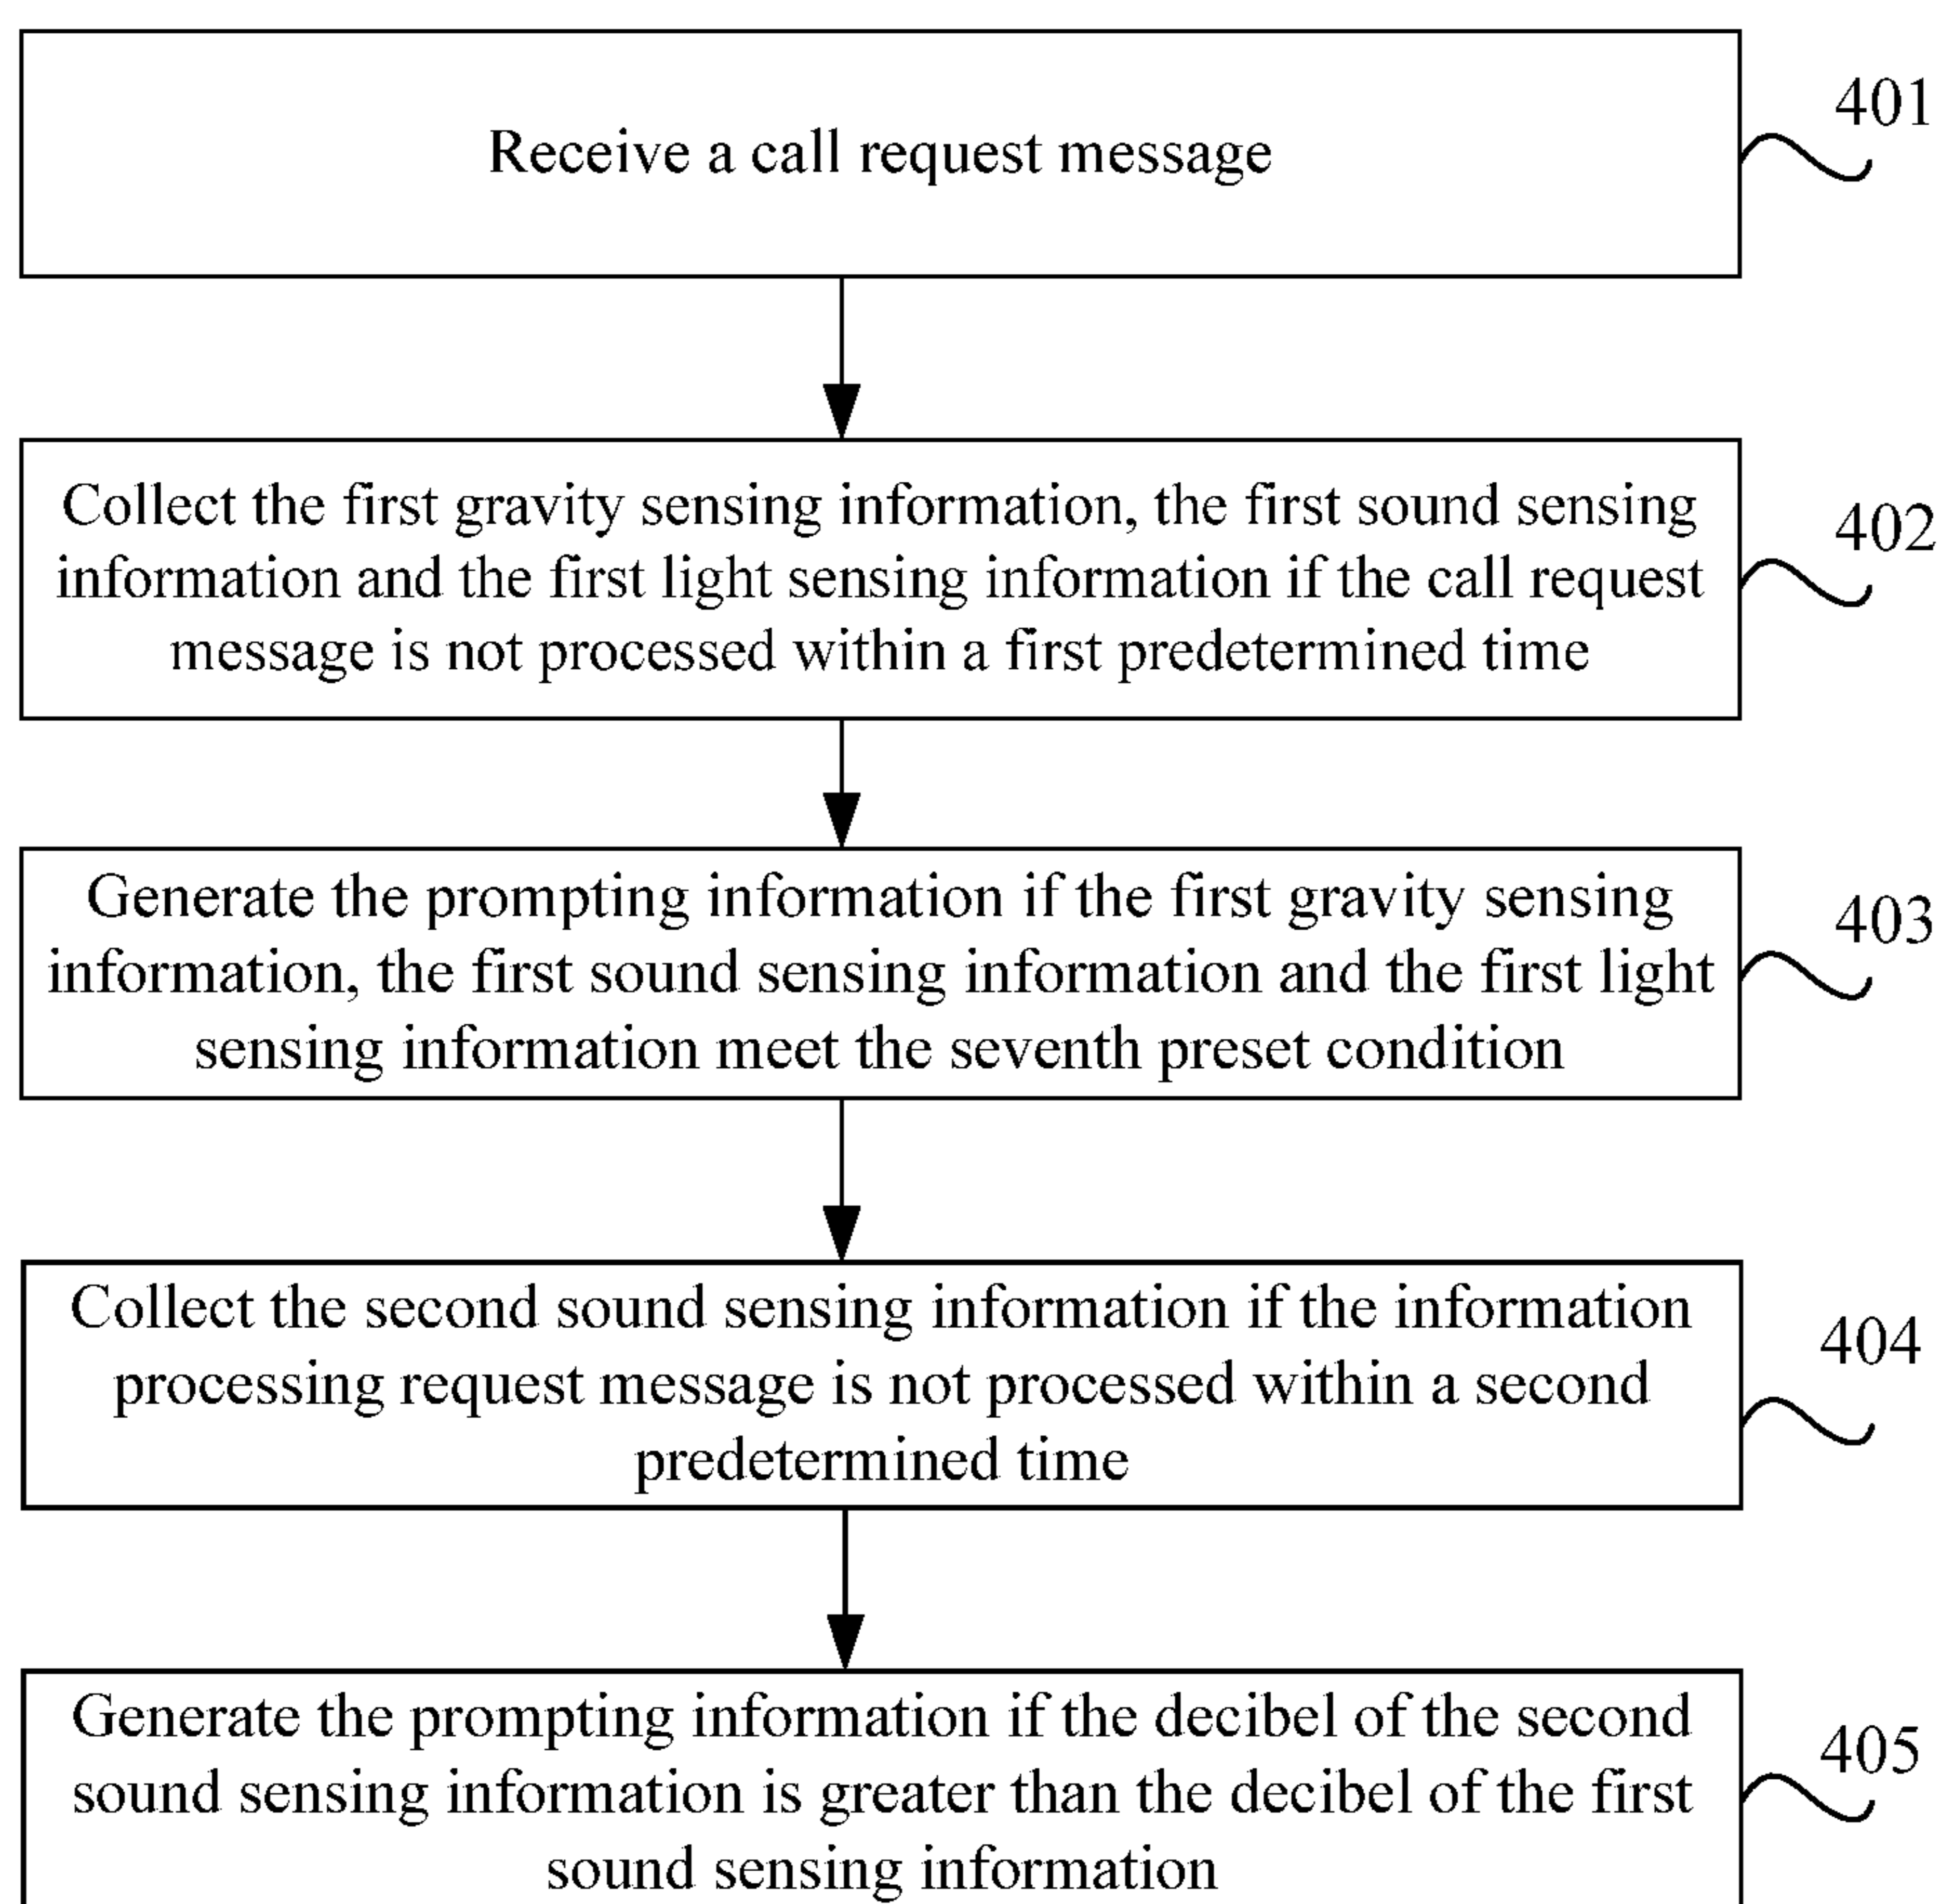 Receive a call request message
401
Collect the first gravity sensing information, the first sound sensing
information and the first light sensing information if the call request
message is not processed within a first predetermined time
402
Generate the prompting information if the first gravity sensing
information, the first sound sensing information and the first light
sensing information meet the seventh preset condition
403
Collect the second sound sensing information if the information
processing request message is not processed within a second
predetermined time
404
Generate the prompting information if the decibel of the second
sound sensing information is greater than the decibel of the first
sound sensing information
405